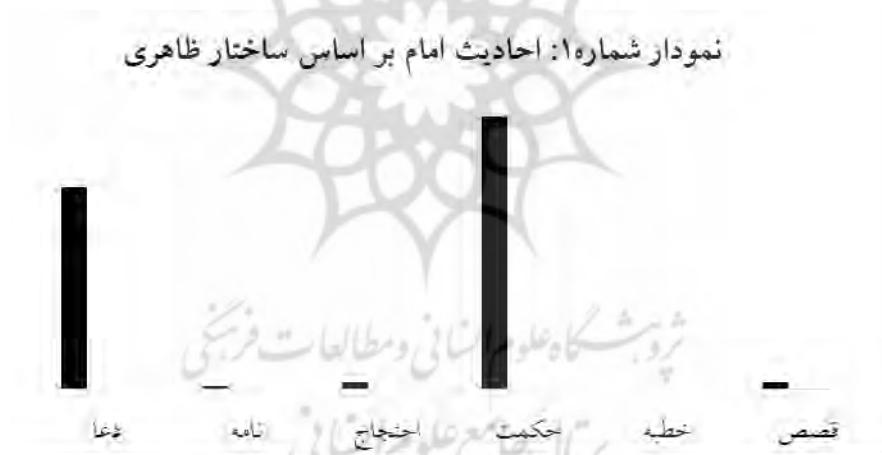 نمودار شماره۱: احادیث امام بر اساس ساختار ظاهری
پژوهشگاه علوم انسانی و مطالعات فرهنگی
قصص خطبه حکمت احتجاج نامه دعا